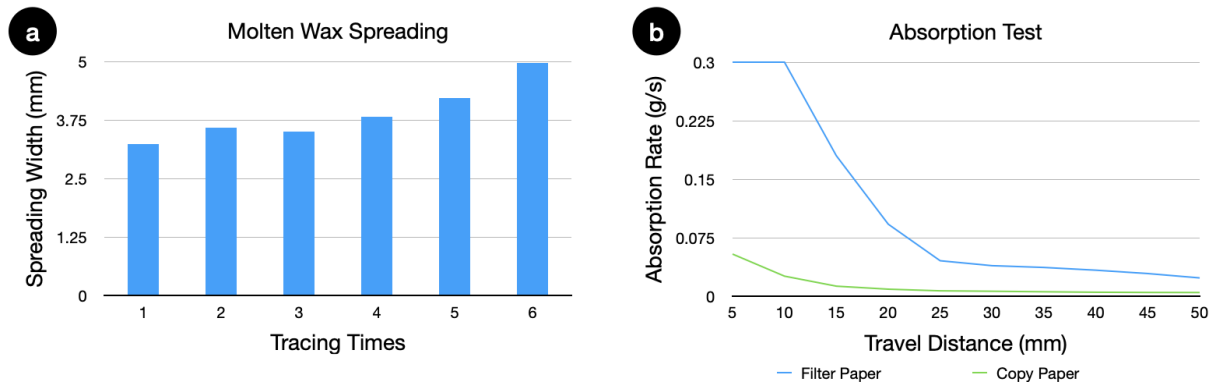 a
Molten Wax Spreading
Spreading Width (mm)
5
3.75
2.5
1.25
0
1 2 3 4 5 6
Tracing Times
b
Absorption Test
Absorption Rate (g/s)
0.3
0.225
0.15
0.075
0
5 10 15 20 25 30 35 40 45 50
Travel Distance (mm)
Filter Paper Copy Paper